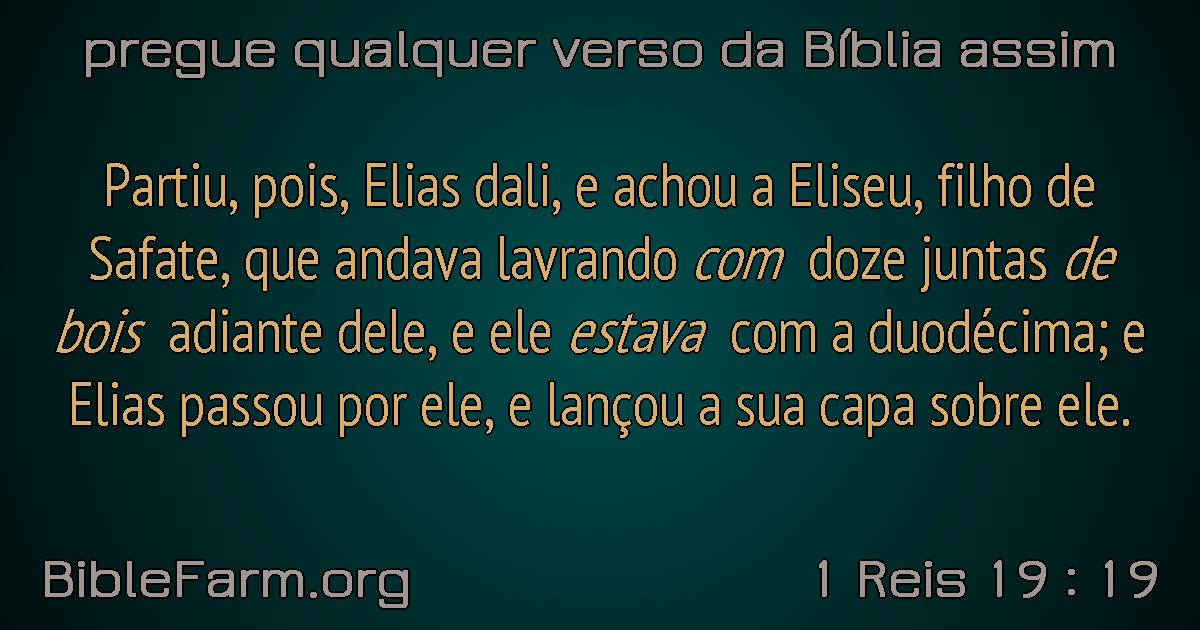 pregue qualquer verso da Bíblia assim
Partiu, pois, Elias dali, e achou a Eliseu, filho de
Safate, que andava lavrando com doze juntas de
bois adiante dele, e ele estava com a duodécima; e
Elias passou por ele, e lançou a sua capa sobre ele.
BibleFarm.org
1 Reis 19 : 19